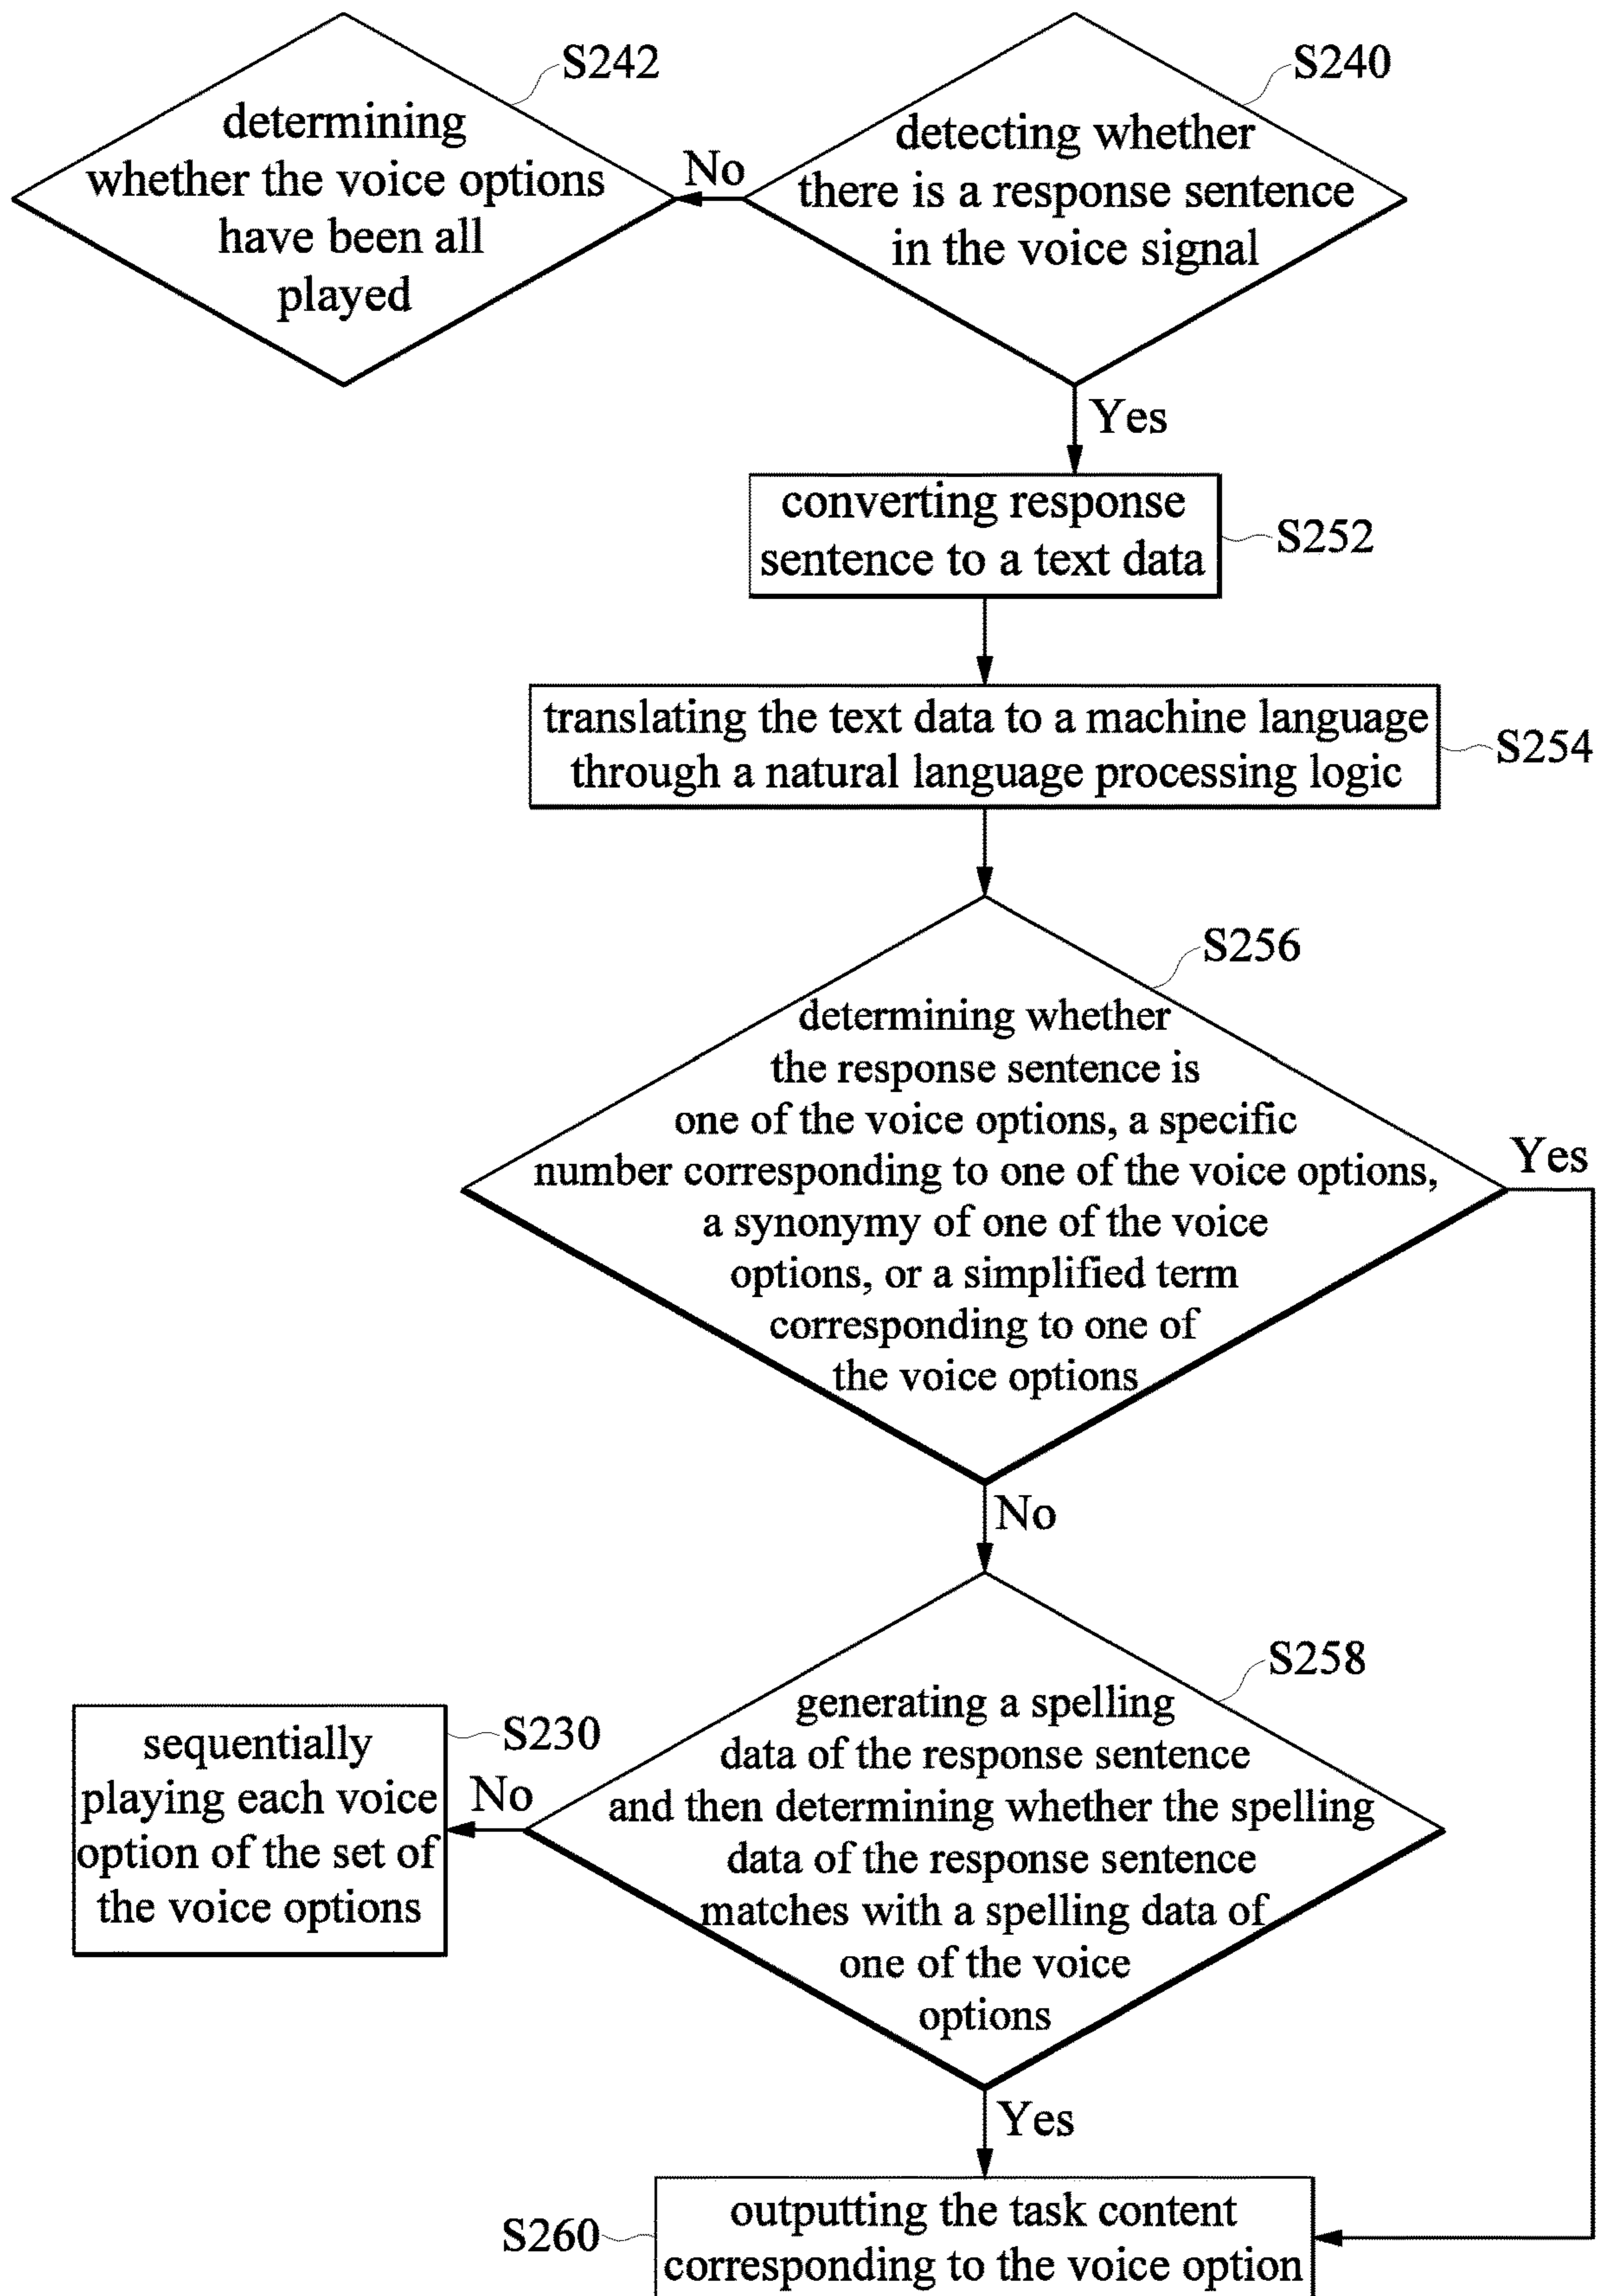 S242
determining
whether the voice options
have been all
played
No
S240
detecting whether
there is a response sentence
in the voice signal
Yes
converting response
sentence to a text data
S252
translating the text data to a machine language
through a natural language processing logic
S254
S256
determining whether
the response sentence is
one of the voice options, a specific
number corresponding to one of the voice options,
a synonymy of one of the voice
options, or a simplified term
corresponding to one of
the voice options
Yes
No
S258
generating a spelling
data of the response sentence
and then determining whether the spelling
data of the response sentence
matches with a spelling data of
one of the voice
options
No
S230
sequentially
playing each voice
option of the set of
the voice options
Yes
S260
outputting the task content
corresponding to the voice option